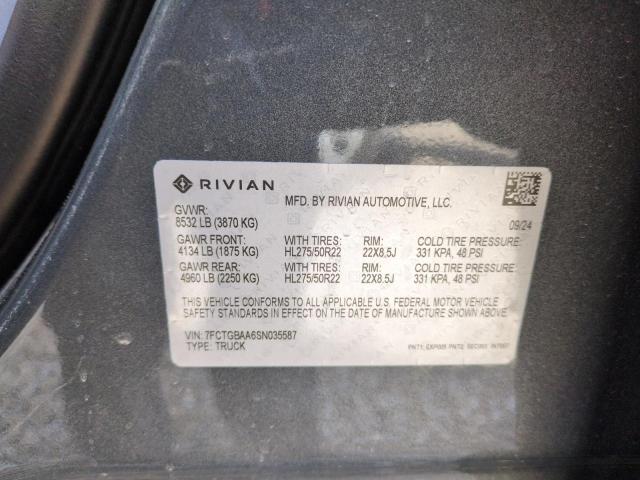 RIVIAN
MFD. BY RIVIAN AUTOMOTIVE, LLC.
GVWR:
8532 LB (3870 KG)
09/24
GAWR FRONT: WITH TIRES: RIM: COLD TIRE PRESSURE:
4134 LB (1875 KG) HL275/50R22 22X8.5J 331 KPA, 48 PSI
GAWR REAR: WITH TIRES: RIM: COLD TIRE PRESSURE:
4960 LB (2250 KG) HL275/50R22 22X8.5J 331 KPA, 48 PSI
THIS VEHICLE CONFORMS TO ALL APPLICABLE U.S. FEDERAL MOTOR VEHICLE
SAFETY STANDARDS IN EFFECT ON THE DATE OF MANUFACTURE SHOWN ABOVE.
VIN: 7FCTGBAA6SN035587
TYPE: TRUCK
PNT1: PNT2: